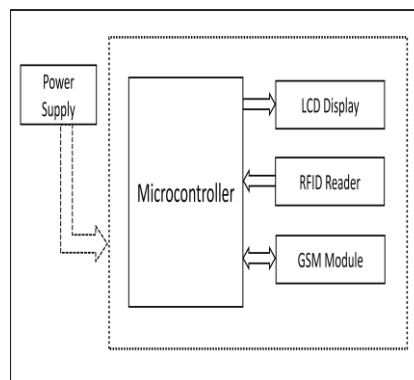 Power
Supply
Microcontroller
LCD Display
RFID Reader
GSM Module